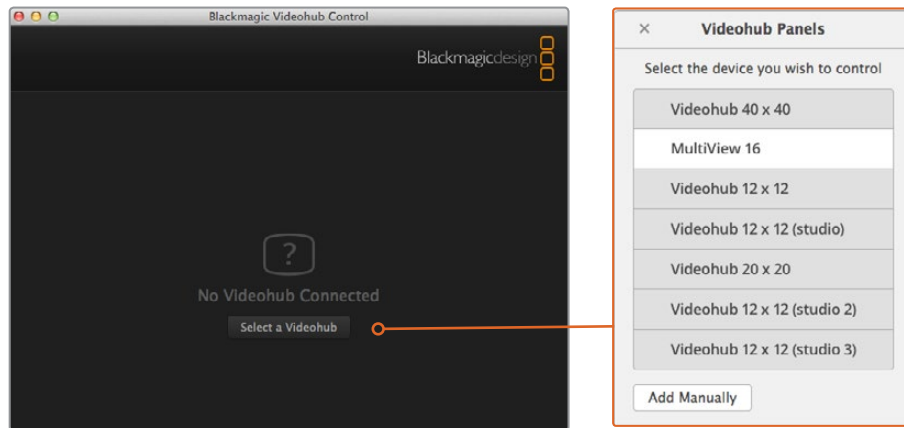 Blackmagic Videohub Control
Blackmagicdesign
?
No Videohub Connected
Select a Videohub
Videohub Panels
Select the device you wish to control
Videohub 40 x 40
MultiView 16
Videohub 12 x 12
Videohub 12 x 12 (studio)
Videohub 20 x 20
Videohub 12 x 12 (studio 2)
Videohub 12 x 12 (studio 3)
Add Manually